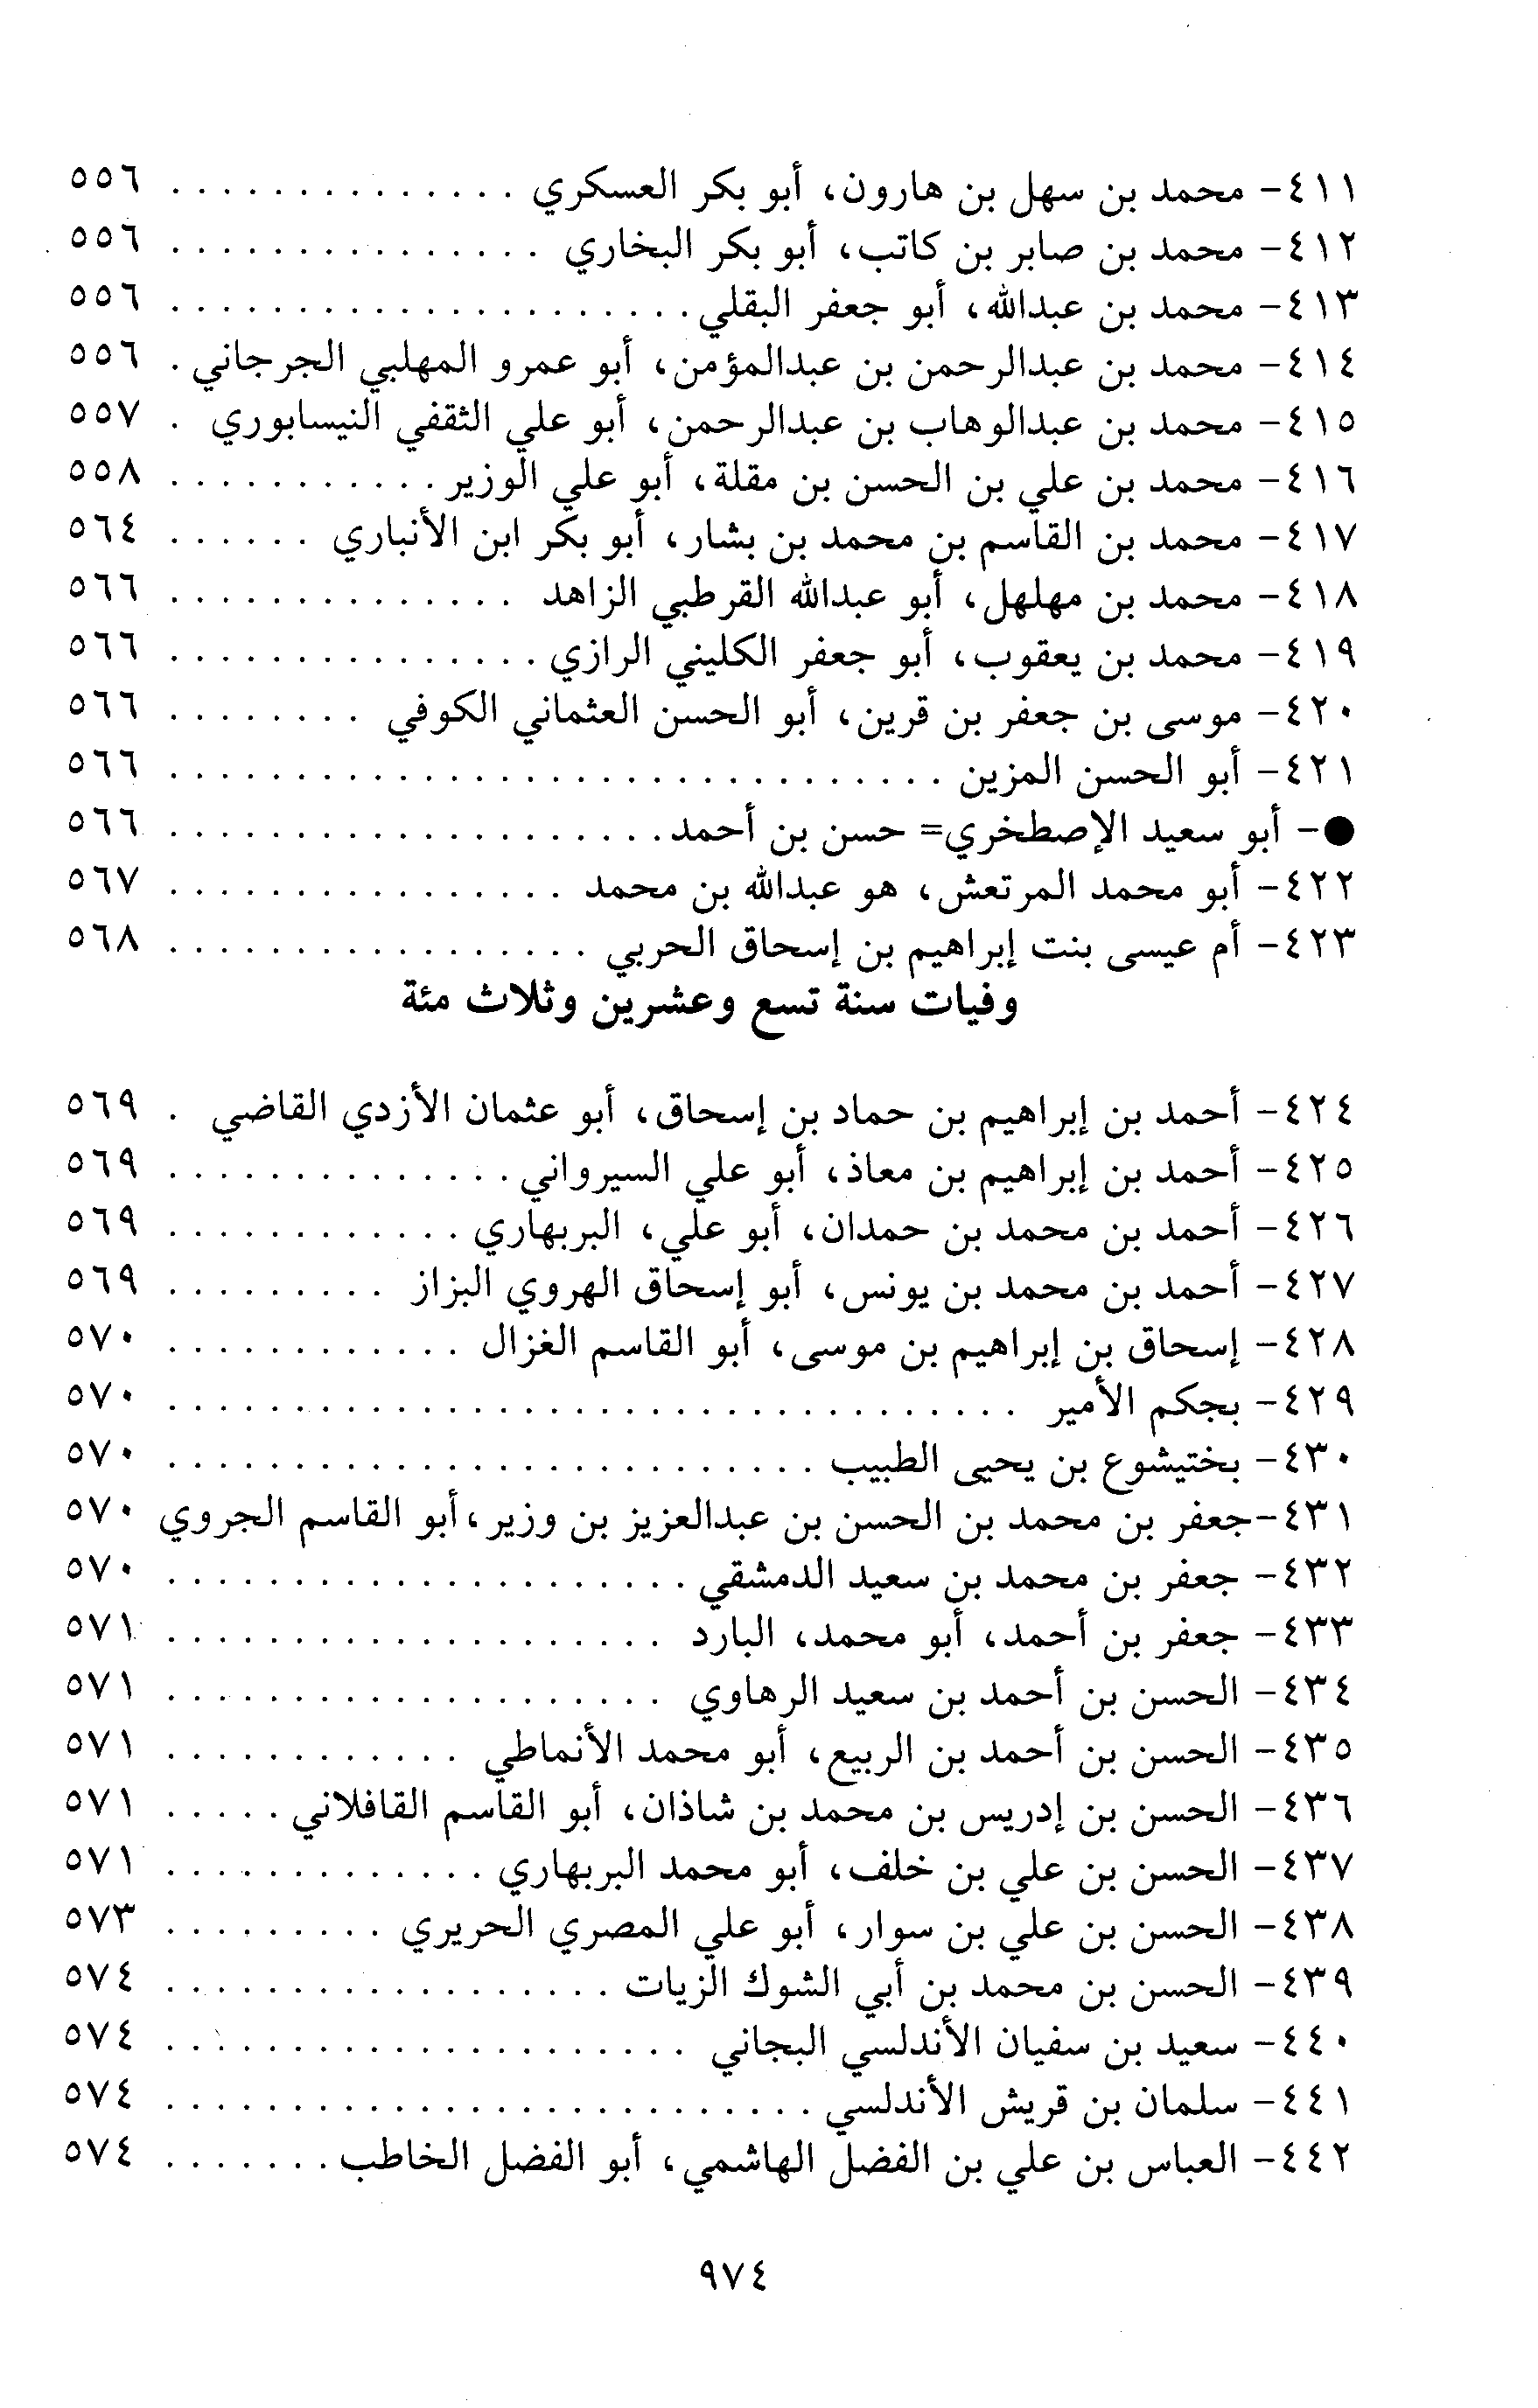 ٤١١- محمد بن سهل بن هارون، أبو بكر العسكري . . . . . . . . . . . . . . ٥٥٦
٤١٢- محمد بن صابر بن كاتب، أبو بكر البخاري . . . . . . . . . . . . . . . ٥٥٦
٤١٣- محمد بن عبدالله، أبو جعفر البقلي . . . . . . . . . . . . . . . . . . . . . ٥٥٦
٤١٤- محمد بن عبدالرحمن بن عبدالمؤمن، أبو عمرو المهلبي الجرجاني . ٥٥٦
٤١٥- محمد بن عبدالوهاب بن عبدالرحمن، أبو علي الثقفي النيسابوري . ٥٥٧
٤١٦- محمد بن علي بن الحسن بن مقلة، أبو علي الوزير . . . . . . . . . . . ٥٥٨
٤١٧- محمد بن القاسم بن محمد بن بشار، أبو بكر ابن الأنباري . . . . . . ٥٦٤
٤١٨- محمد بن مهلهل، أبو عبدالله القرطبي الزاهد . . . . . . . . . . . . . . ٥٦٦
٤١٩- محمد بن يعقوب، أبو جعفر الكليني الرازي . . . . . . . . . . . . . . . ٥٦٦
٤٢٠- موسى بن جعفر بن قرين، أبو الحسن العثماني الكوفي . . . . . . . . ٥٦٦
٤٢١- أبو الحسن المزين . . . . . . . . . . . . . . . . . . . . . . . . . . . . . . . ٥٦٦
●- أبو سعيد الإصطخري= حسن بن أحمد . . . . . . . . . . . . . . . . . . . . ٥٦٦
٤٢٢- أبو محمد المرتعش، هو عبدالله بن محمد . . . . . . . . . . . . . . . . ٥٦٧
٤٢٣- أم عيسى بنت إبراهيم بن إسحاق الحربي . . . . . . . . . . . . . . . . . ٥٦٨
وفيات سنة تسع وعشرين وثلاث مئة
٤٢٤- أحمد بن إبراهيم بن حماد بن إسحاق، أبو عثمان الأزدي القاضي . ٥٦٩
٤٢٥- أحمد بن إبراهيم بن معاذ، أبو علي السيرواني . . . . . . . . . . . . . . ٥٦٩
٤٢٦- أحمد بن محمد بن حمدان، أبو علي، البربهاري . . . . . . . . . . . . ٥٦٩
٤٢٧- أحمد بن محمد بن يونس، أبو إسحاق الهروي البزاز . . . . . . . . . ٥٦٩
٤٢٨- إسحاق بن إبراهيم بن موسى، أبو القاسم الغزال . . . . . . . . . . . . ٥٧٠
٤٢٩- بجكم الأمير . . . . . . . . . . . . . . . . . . . . . . . . . . . . . . . . . . ٥٧٠
٤٣٠- بختيشوع بن يحيى الطبيب . . . . . . . . . . . . . . . . . . . . . . . . . . ٥٧٠
٤٣١-جعفر بن محمد بن الحسن بن عبدالعزيز بن وزير،أبو القاسم الجروي ٥٧٠
٤٣٢- جعفر بن محمد بن سعيد الدمشقي . . . . . . . . . . . . . . . . . . . . . ٥٧٠
٤٣٣- جعفر بن أحمد، أبو محمد، البارد . . . . . . . . . . . . . . . . . . . . ٥٧١
٤٣٤- الحسن بن أحمد بن سعيد الرهاوي . . . . . . . . . . . . . . . . . . . . ٥٧١
٤٣٥- الحسن بن أحمد بن الربيع، أبو محمد الأنماطي . . . . . . . . . . . . ٥٧١
٤٣٦- الحسن بن إدريس بن محمد بن شاذان، أبو القاسم القافلاني . . . . . ٥٧١
٤٣٧- الحسن بن علي بن خلف، أبو محمد البربهاري . . . . . . . . . . . . . ٥٧١
٤٣٨- الحسن بن علي بن سوار، أبو علي المصري الحريري . . . . . . . . . ٥٧٣
٤٣٩- الحسن بن محمد بن أبي الشوك الزيات . . . . . . . . . . . . . . . . . . ٥٧٤
٤٤٠- سعيد بن سفيان الأندلسي البجاني . . . . . . . . . . . . . . . . . . . . . ٥٧٤
٤٤١- سلمان بن قريش الأندلسي . . . . . . . . . . . . . . . . . . . . . . . . . . ٥٧٤
٤٤٢- العباس بن علي بن الفضل الهاشمي، أبو الفضل الخاطب . . . . . . . ٥٧٤
٩٧٤